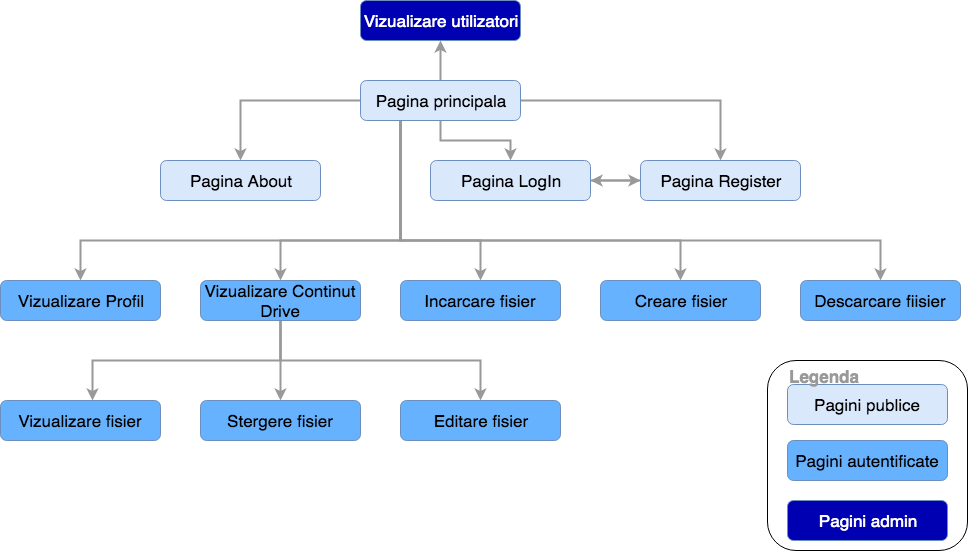 Vizualizare utilizatori
Pagina principala
Pagina About
Pagina LogIn
Pagina Register
Vizualizare Profil
Vizualizare Continut
Drive
Incarcare fisier
Creare fisier
Descarcare fiisier
Vizualizare fisier
Stergere fisier
Editare fisier
Legenda
Pagini publice
Pagini autentificate
Pagini admin